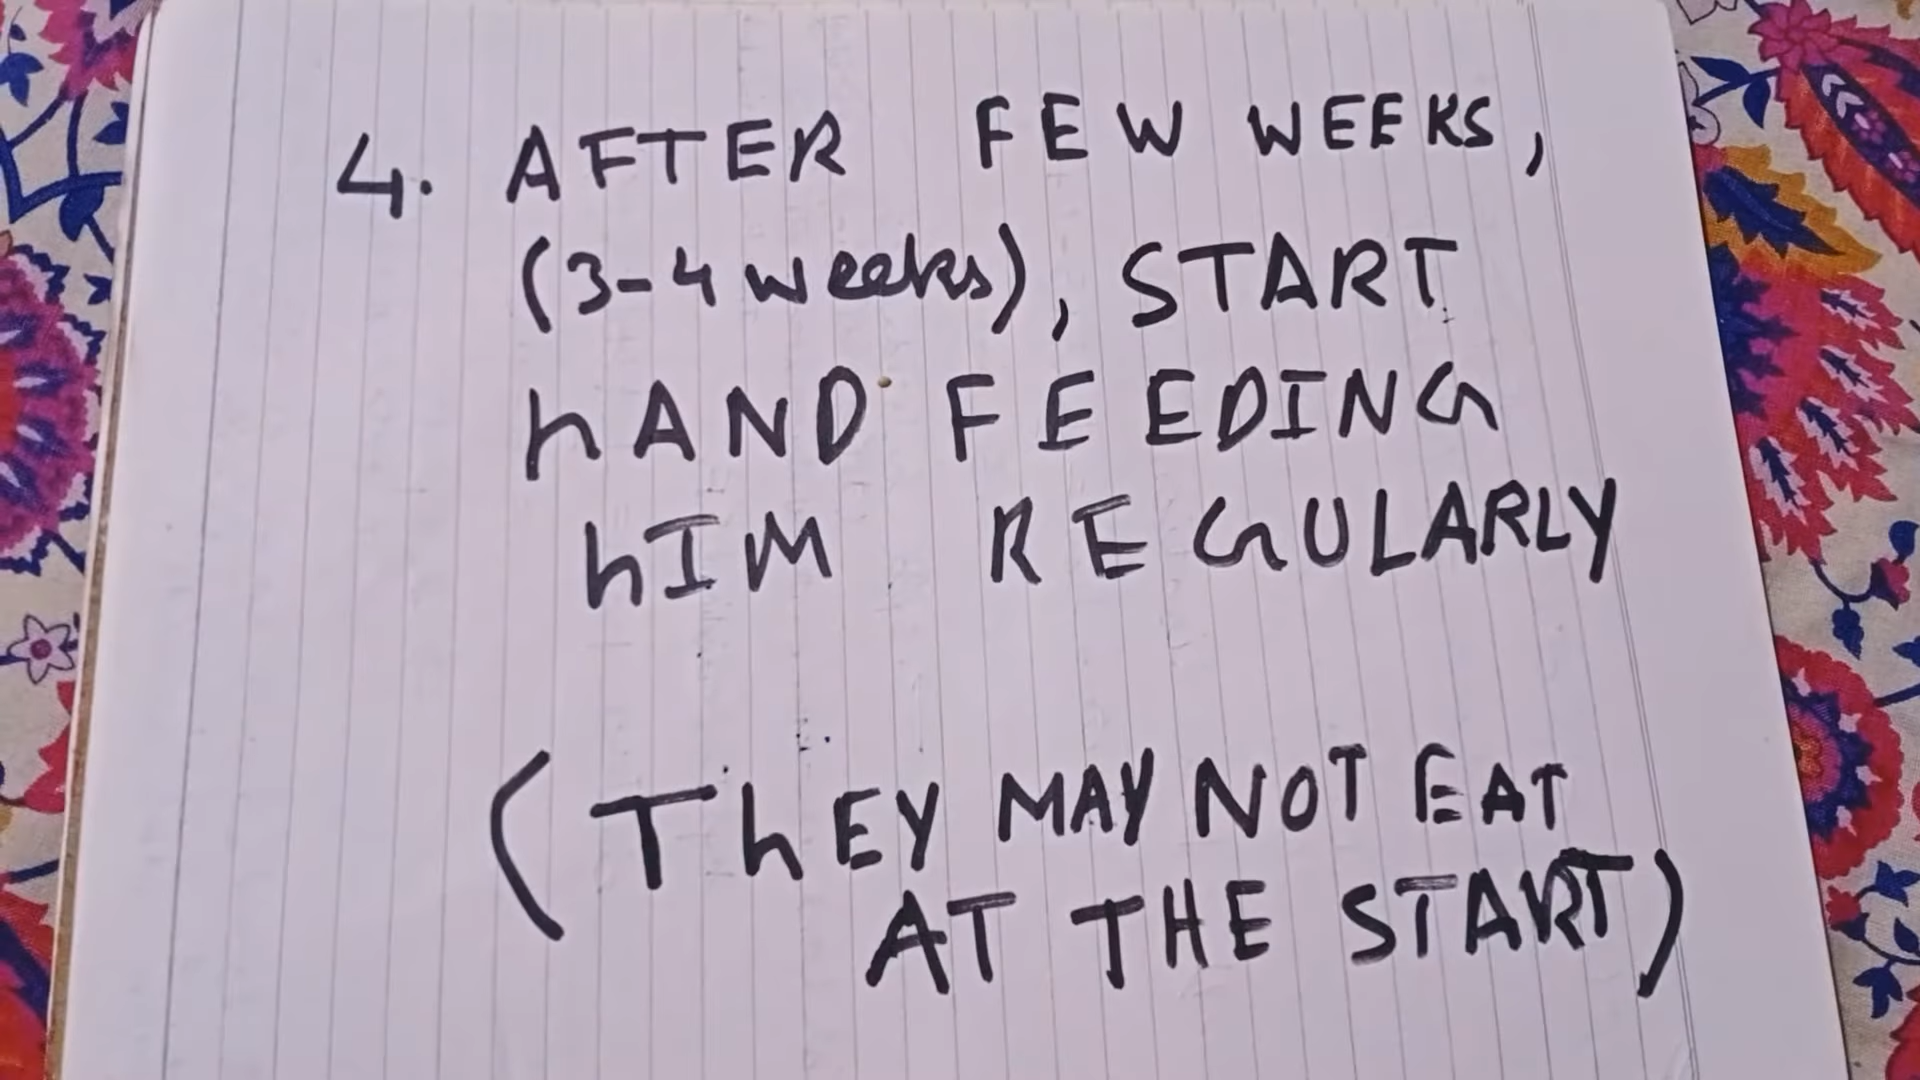 4. AFTER FEW WEEKS,
(3-4 weeks), START
hAND FEEDING
hIM REGULARLY
(ThEY MAY NOT EAT
AT THE START)